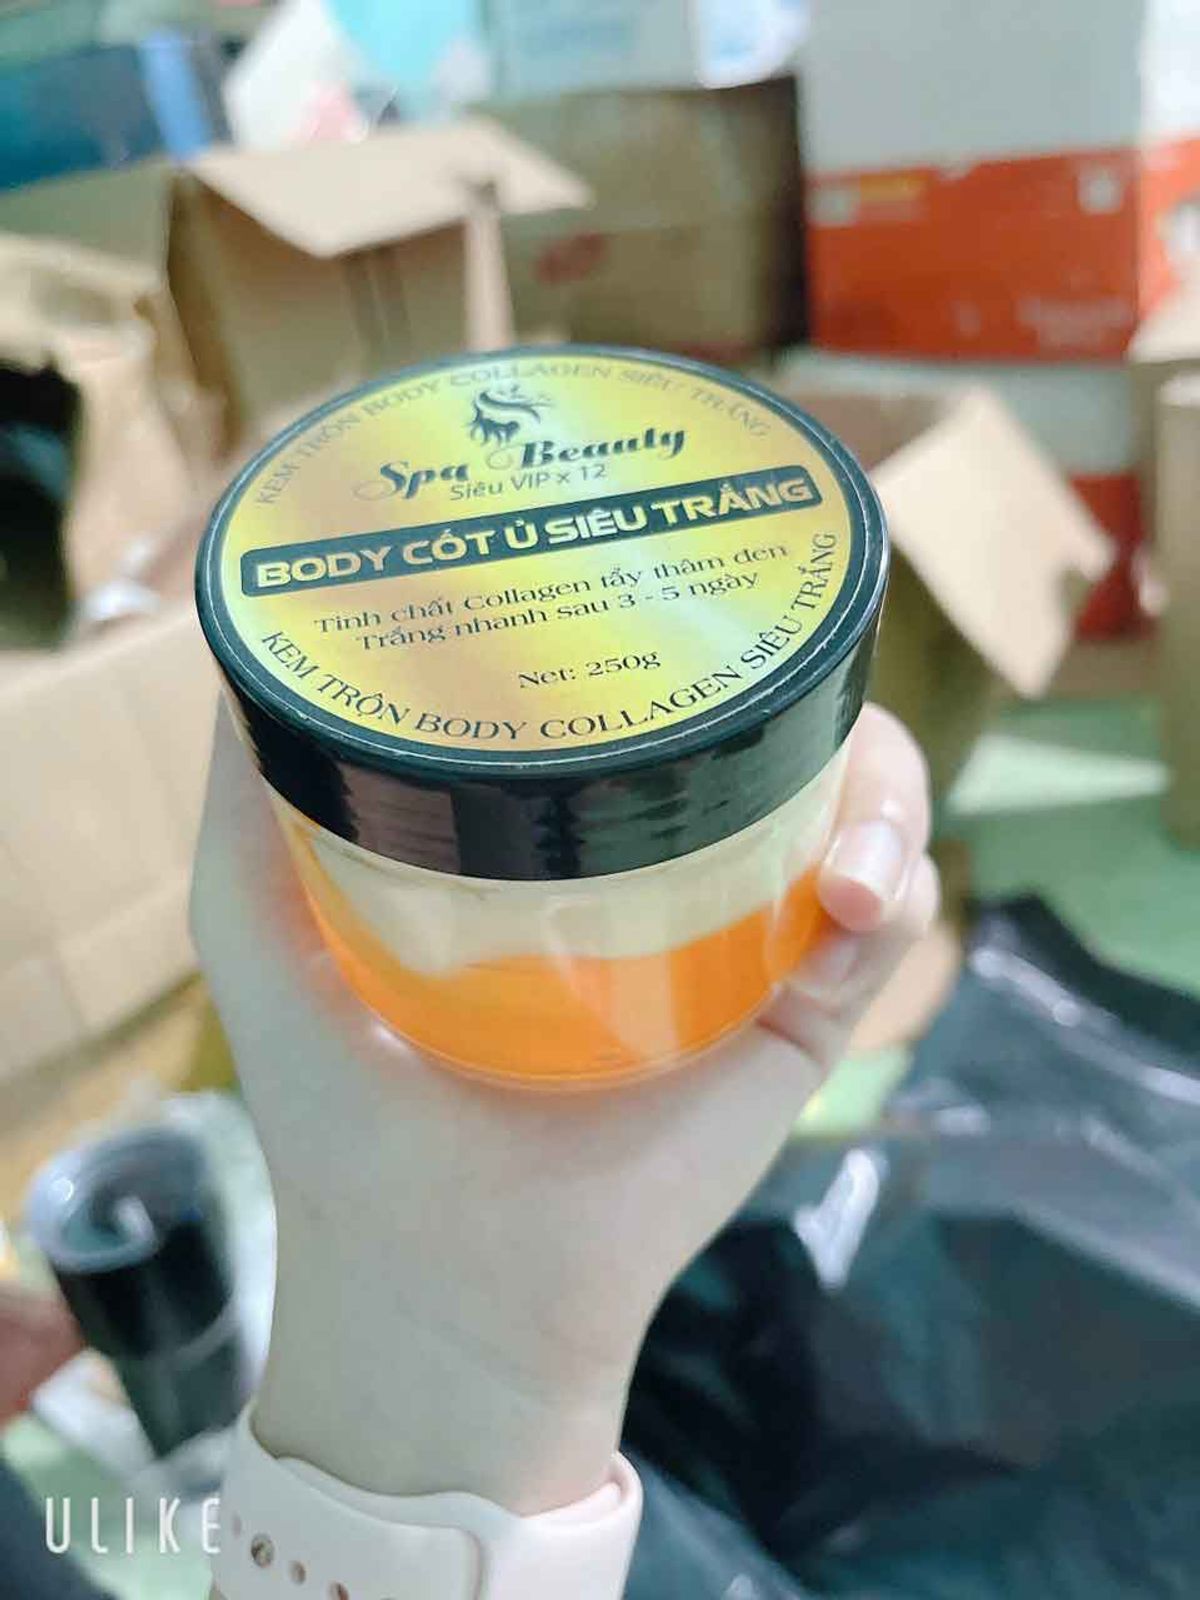 KEM TRỘN BODY COLLAGEN SIÊU TRẮNG
Spa Beauty
Siêu VIP x 12
BODY CỐT Ủ SIÊU TRẮNG
Tinh chất Collagen tẩy thâm đen
Trắng nhanh sau 3 - 5 ngày
Net: 250g
KEM TRỘN BODY COLLAGEN SIÊU TRẮNG
ULIKE